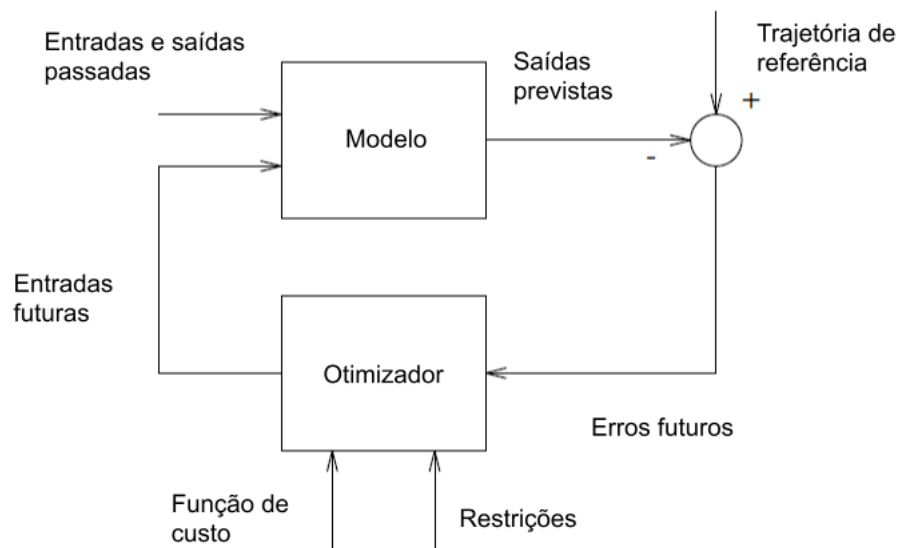 Entradas e saídas
passadas
Modelo
Saídas
previstas
Trajetória de
referência
+
-
Entradas
futuras
Otimizador
Erros futuros
Função de
custo
Restrições